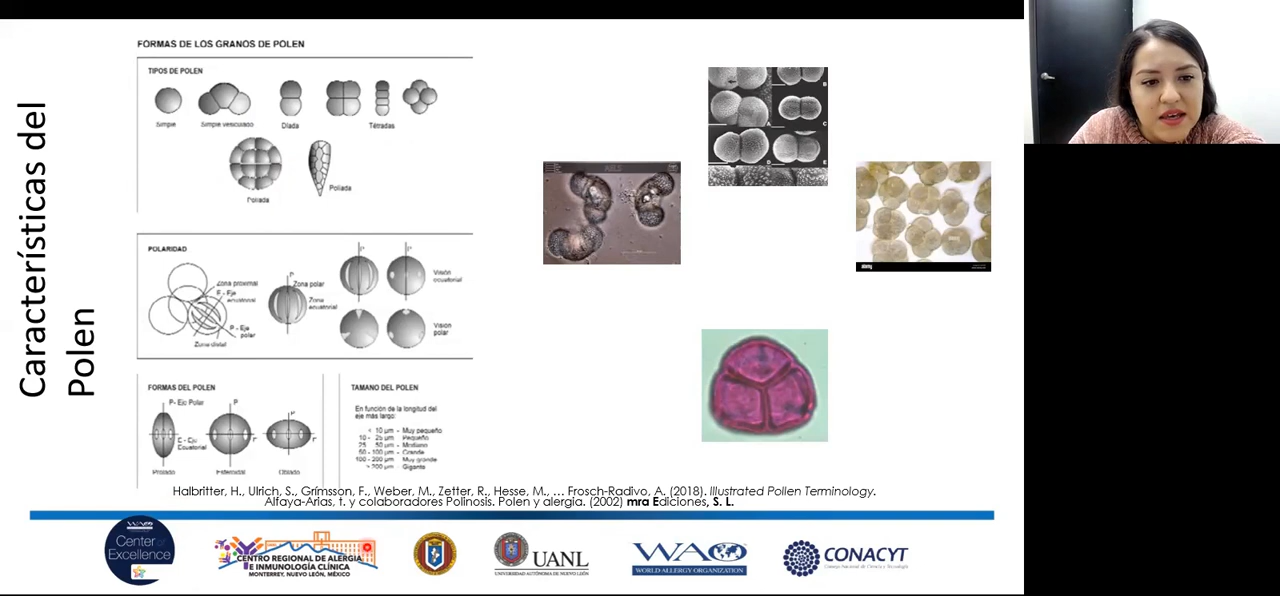 Características del
Polen
FORMAS DE LOS GRANOS DE POLEN
TIPOS DE POLEN
Simple
Simple vesiculado
Díada
Tétradas
Poliada
Poliada
POLARIDAD
Zona proximal
E - Eje
ecuatorial
P - Eje
polar
Zona distal
P
Zona polar
Zona
ecuatorial
P
P
Visión
ecuatorial
Visión
polar
FORMAS DEL POLEN
P- Eje Polar
E - Eje
Ecuatorial
P
P
Prolado
Esferoidal
Oblado
TAMANO DEL POLEN
En función de la longitud del
eje más largo:
< 10 µm - Muy pequeño
10 - 25 µm - Pequeño
25 - 50 µm - Mediano
50 - 100 µm - Grande
100 - 200 µm - Muy grande
> 200 µm - Gigante
B
A
C
D
E
alamy
Halbritter, H., Ulrich, S., Grímsson, F., Weber, M., Zetter, R., Hesse, M., … Frosch-Radivo, A. (2018). Illustrated Pollen Terminology.
Alfaya-Arias, t. y colaboradores Polinosis. Polen y alergia. (2002) mra Ediciones, S. L.
WAO
Center of
Excellence
CENTRO REGIONAL DE ALERGIA
E INMUNOLOGÍA CLÍNICA
MONTERREY, NUEVO LEÓN, MÉXICO
UANL
UNIVERSIDAD AUTÓNOMA DE NUEVO LEÓN
WAO
WORLD ALLERGY ORGANIZATION
CONACYT
Consejo Nacional de Ciencia y Tecnología